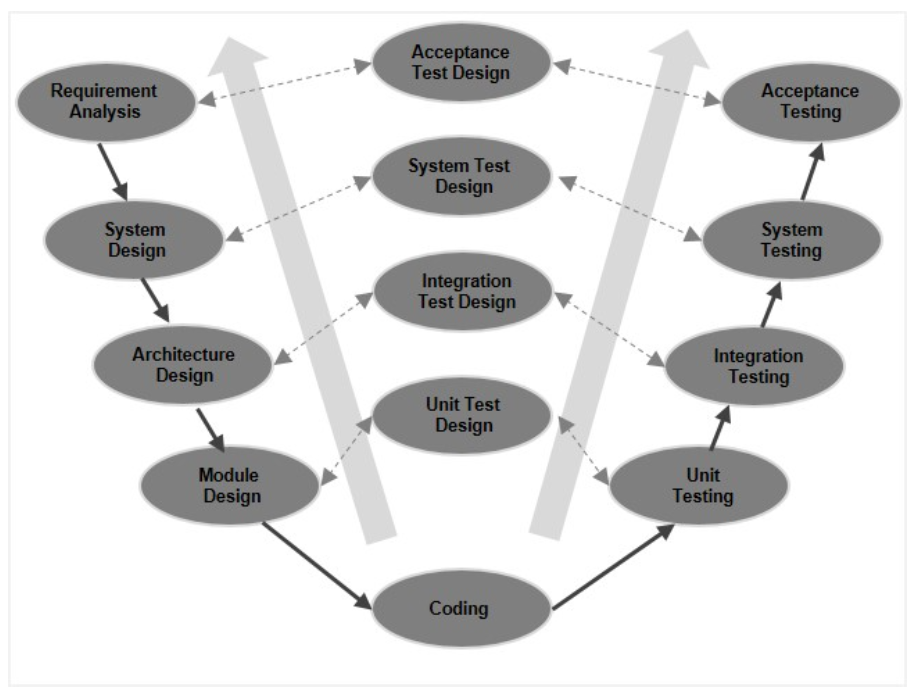 Acceptance
Test Design
Requirement
Analysis
Acceptance
Testing
System Test
Design
System
Design
System
Testing
Integration
Test Design
Architecture
Design
Integration
Testing
Unit Test
Design
Module
Design
Unit
Testing
Coding